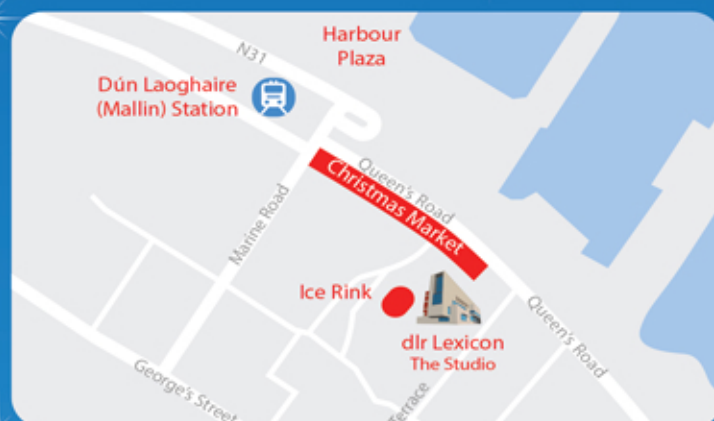 Harbour
Plaza
N31
Dún Laoghaire
(Mallin) Station
Queen's Road
Christmas Market
Marine Road
Ice Rink
dlr Lexicon
The Studio
Queen's Road
George's Street
Terrace